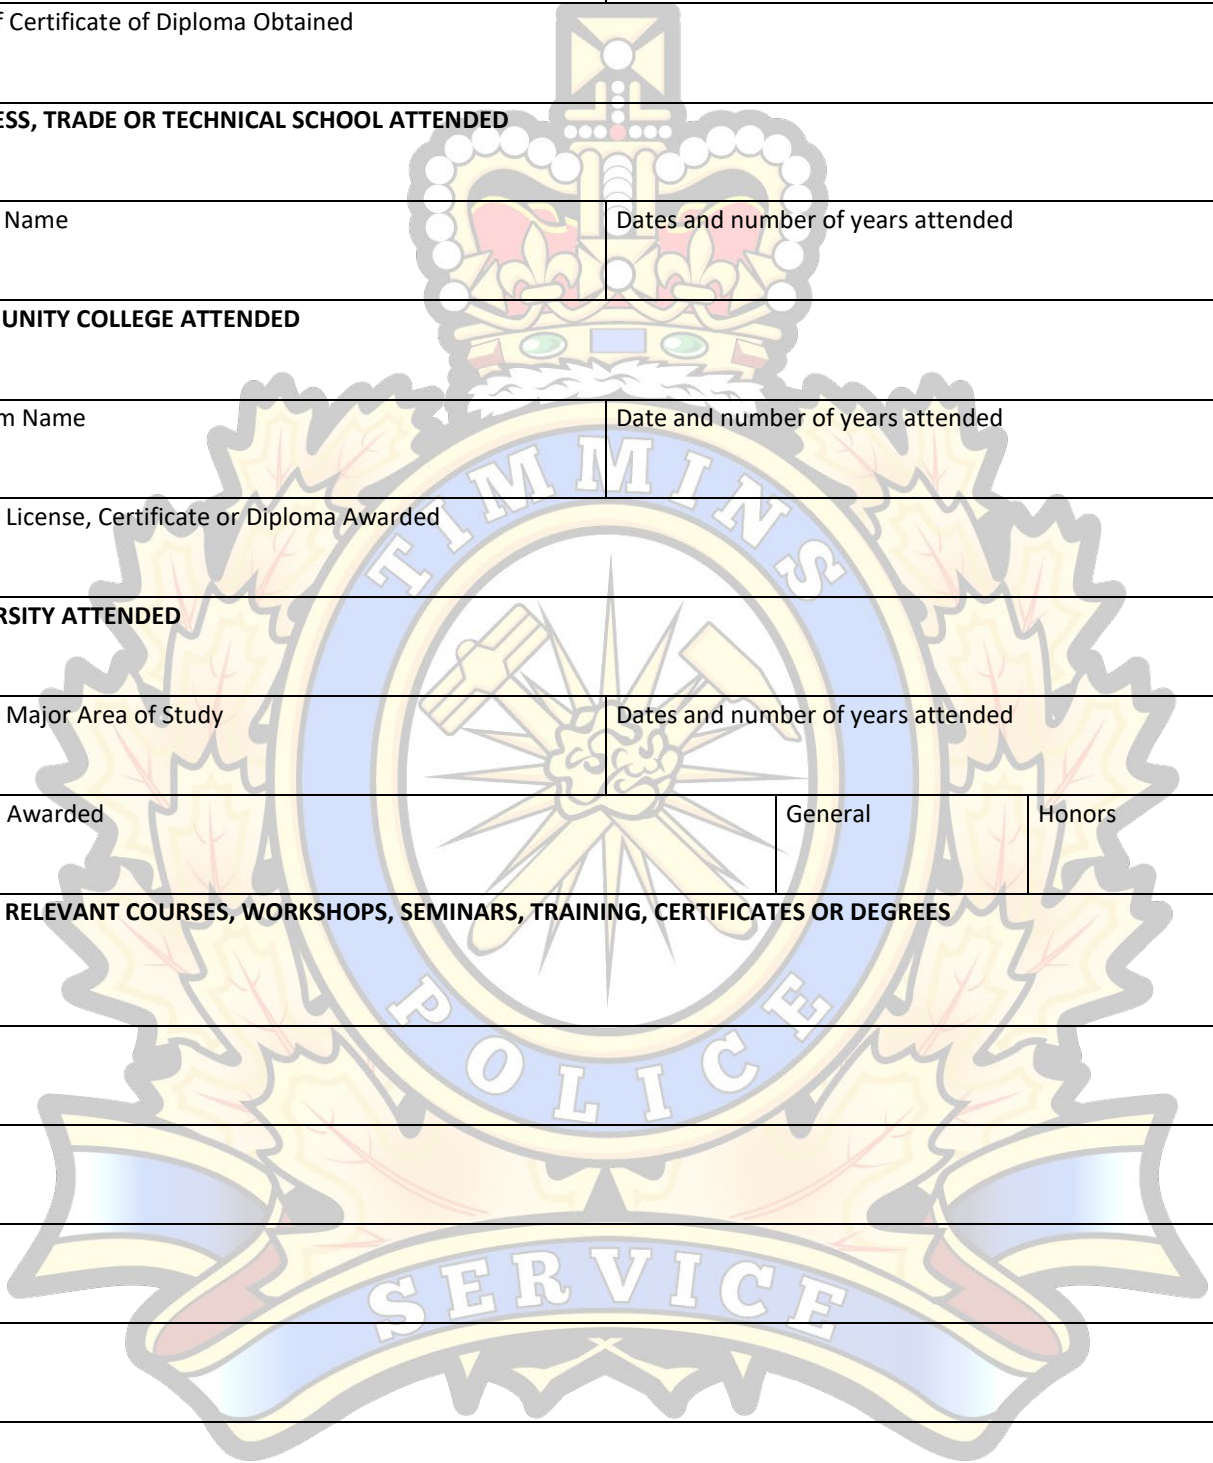 f Certificate of Diploma Obtained
ESS, TRADE OR TECHNICAL SCHOOL ATTENDED
Name
Dates and number of years attended
UNITY COLLEGE ATTENDED
m Name
Date and number of years attended
TIMMINS
License, Certificate or Diploma Awarded
RSITY ATTENDED
Major Area of Study
Dates and number of years attended
Awarded
General
Honors
RELEVANT COURSES, WORKSHOPS, SEMINARS, TRAINING, CERTIFICATES OR DEGREES
POLICE
SERVICE